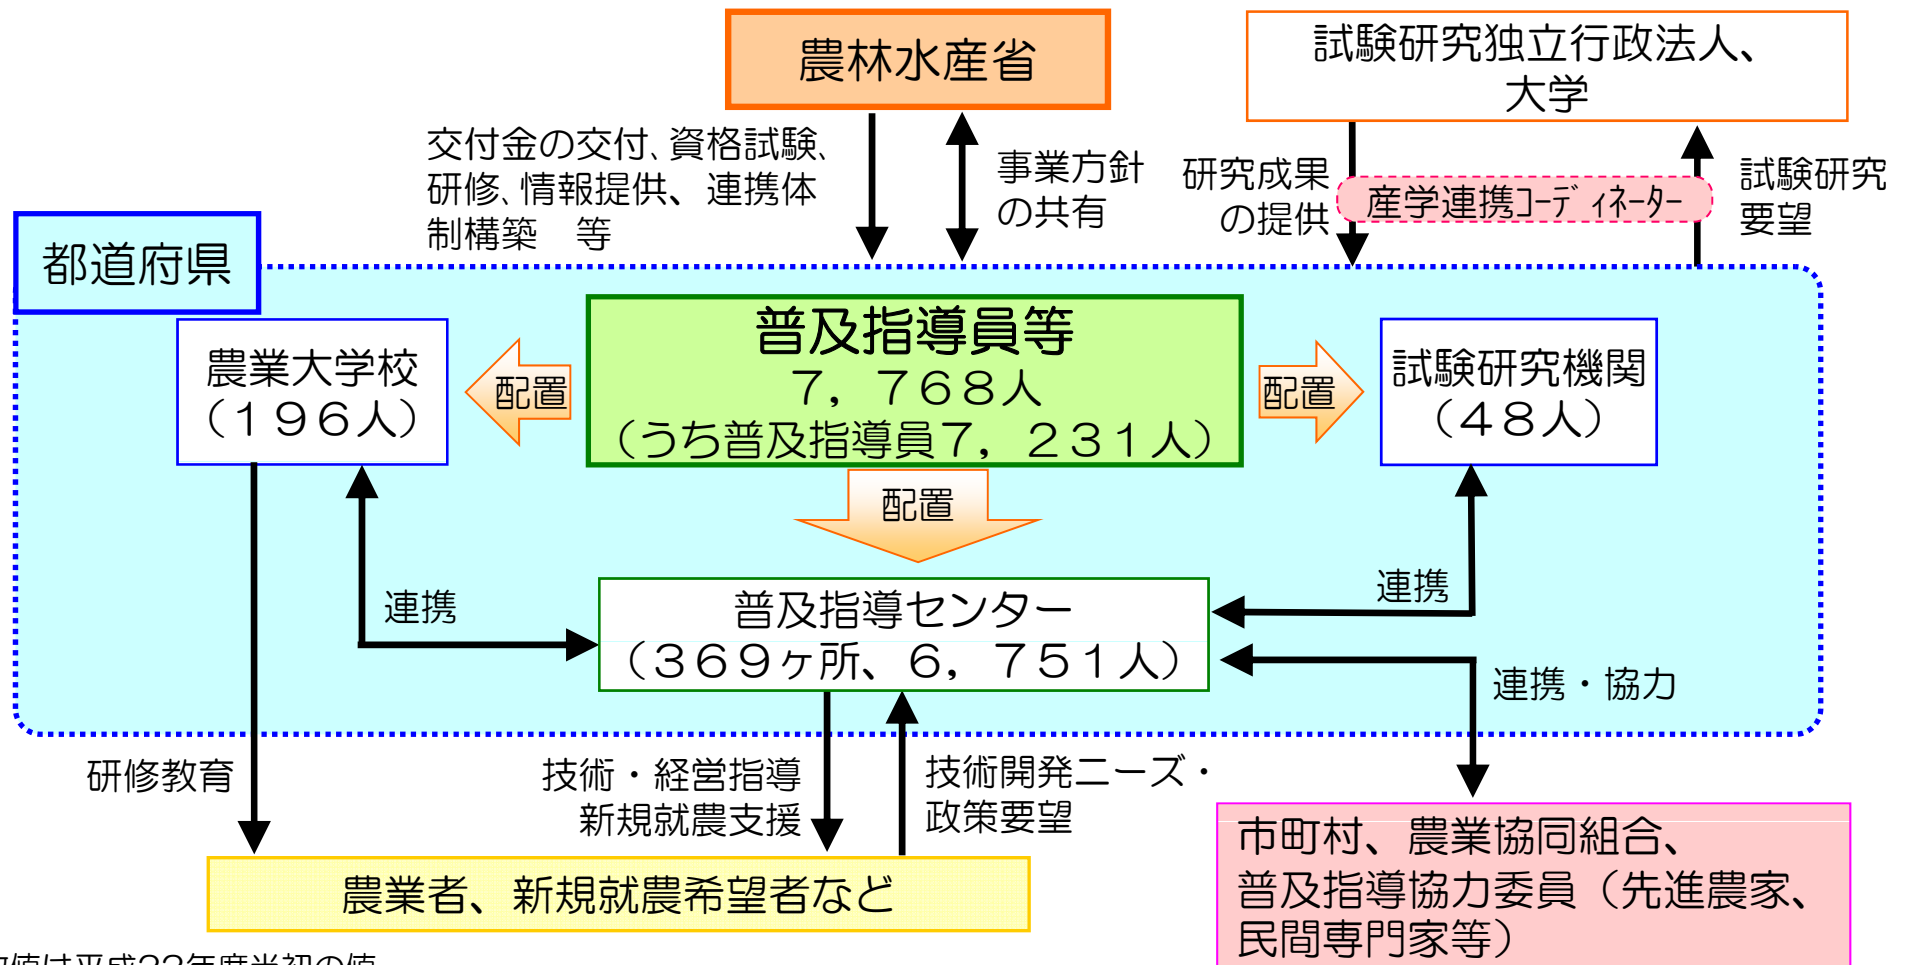 農林水産省
試験研究独立行政法人、
大学
交付金の交付、資格試験、
研修、情報提供、連携体
制構築　等
事業方針
の共有
研究成果
の提供
産学連携ｺｰﾃﾞｨﾈｰﾀｰ
試験研究
要望
都道府県
農業大学校
（１９６人）
配置
普及指導員等
７，７６８人
（うち普及指導員７，２３１人）
配置
試験研究機関
（４８人）
配置
連携
普及指導センター
（３６９ヶ所、６，７５１人）
連携
連携・協力
研修教育
技術・経営指導
新規就農支援
技術開発ニーズ・
政策要望
農業者、新規就農希望者など
市町村、農業協同組合、
普及指導協力委員（先進農家、
民間専門家等）